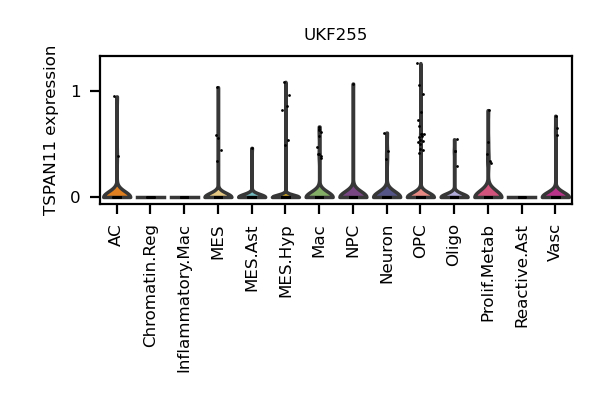 UKF255
TSPAN11 expression
1
0
AC
Chromatin.Reg
Inflammatory.Mac
MES
MES.Ast
MES.Hyp
Mac
NPC
Neuron
OPC
Oligo
Prolif.Metab
Reactive.Ast
Vasc